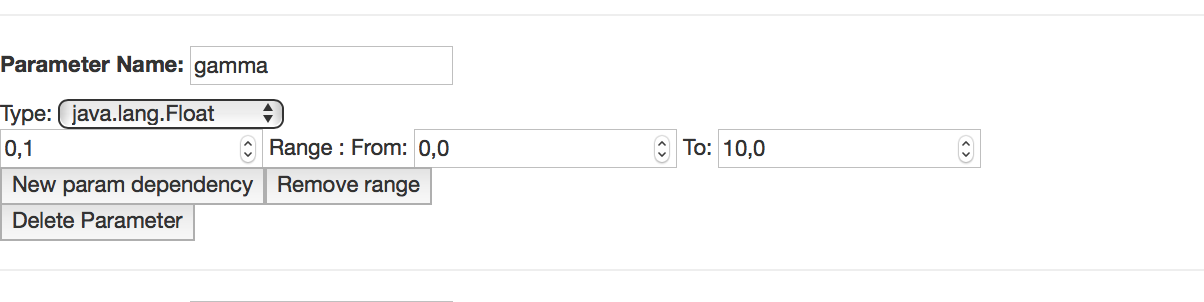 Parameter Name: gamma
Type: java.lang.Float
0,1 Range : From: 0,0 To: 10,0
New param dependency Remove range
Delete Parameter